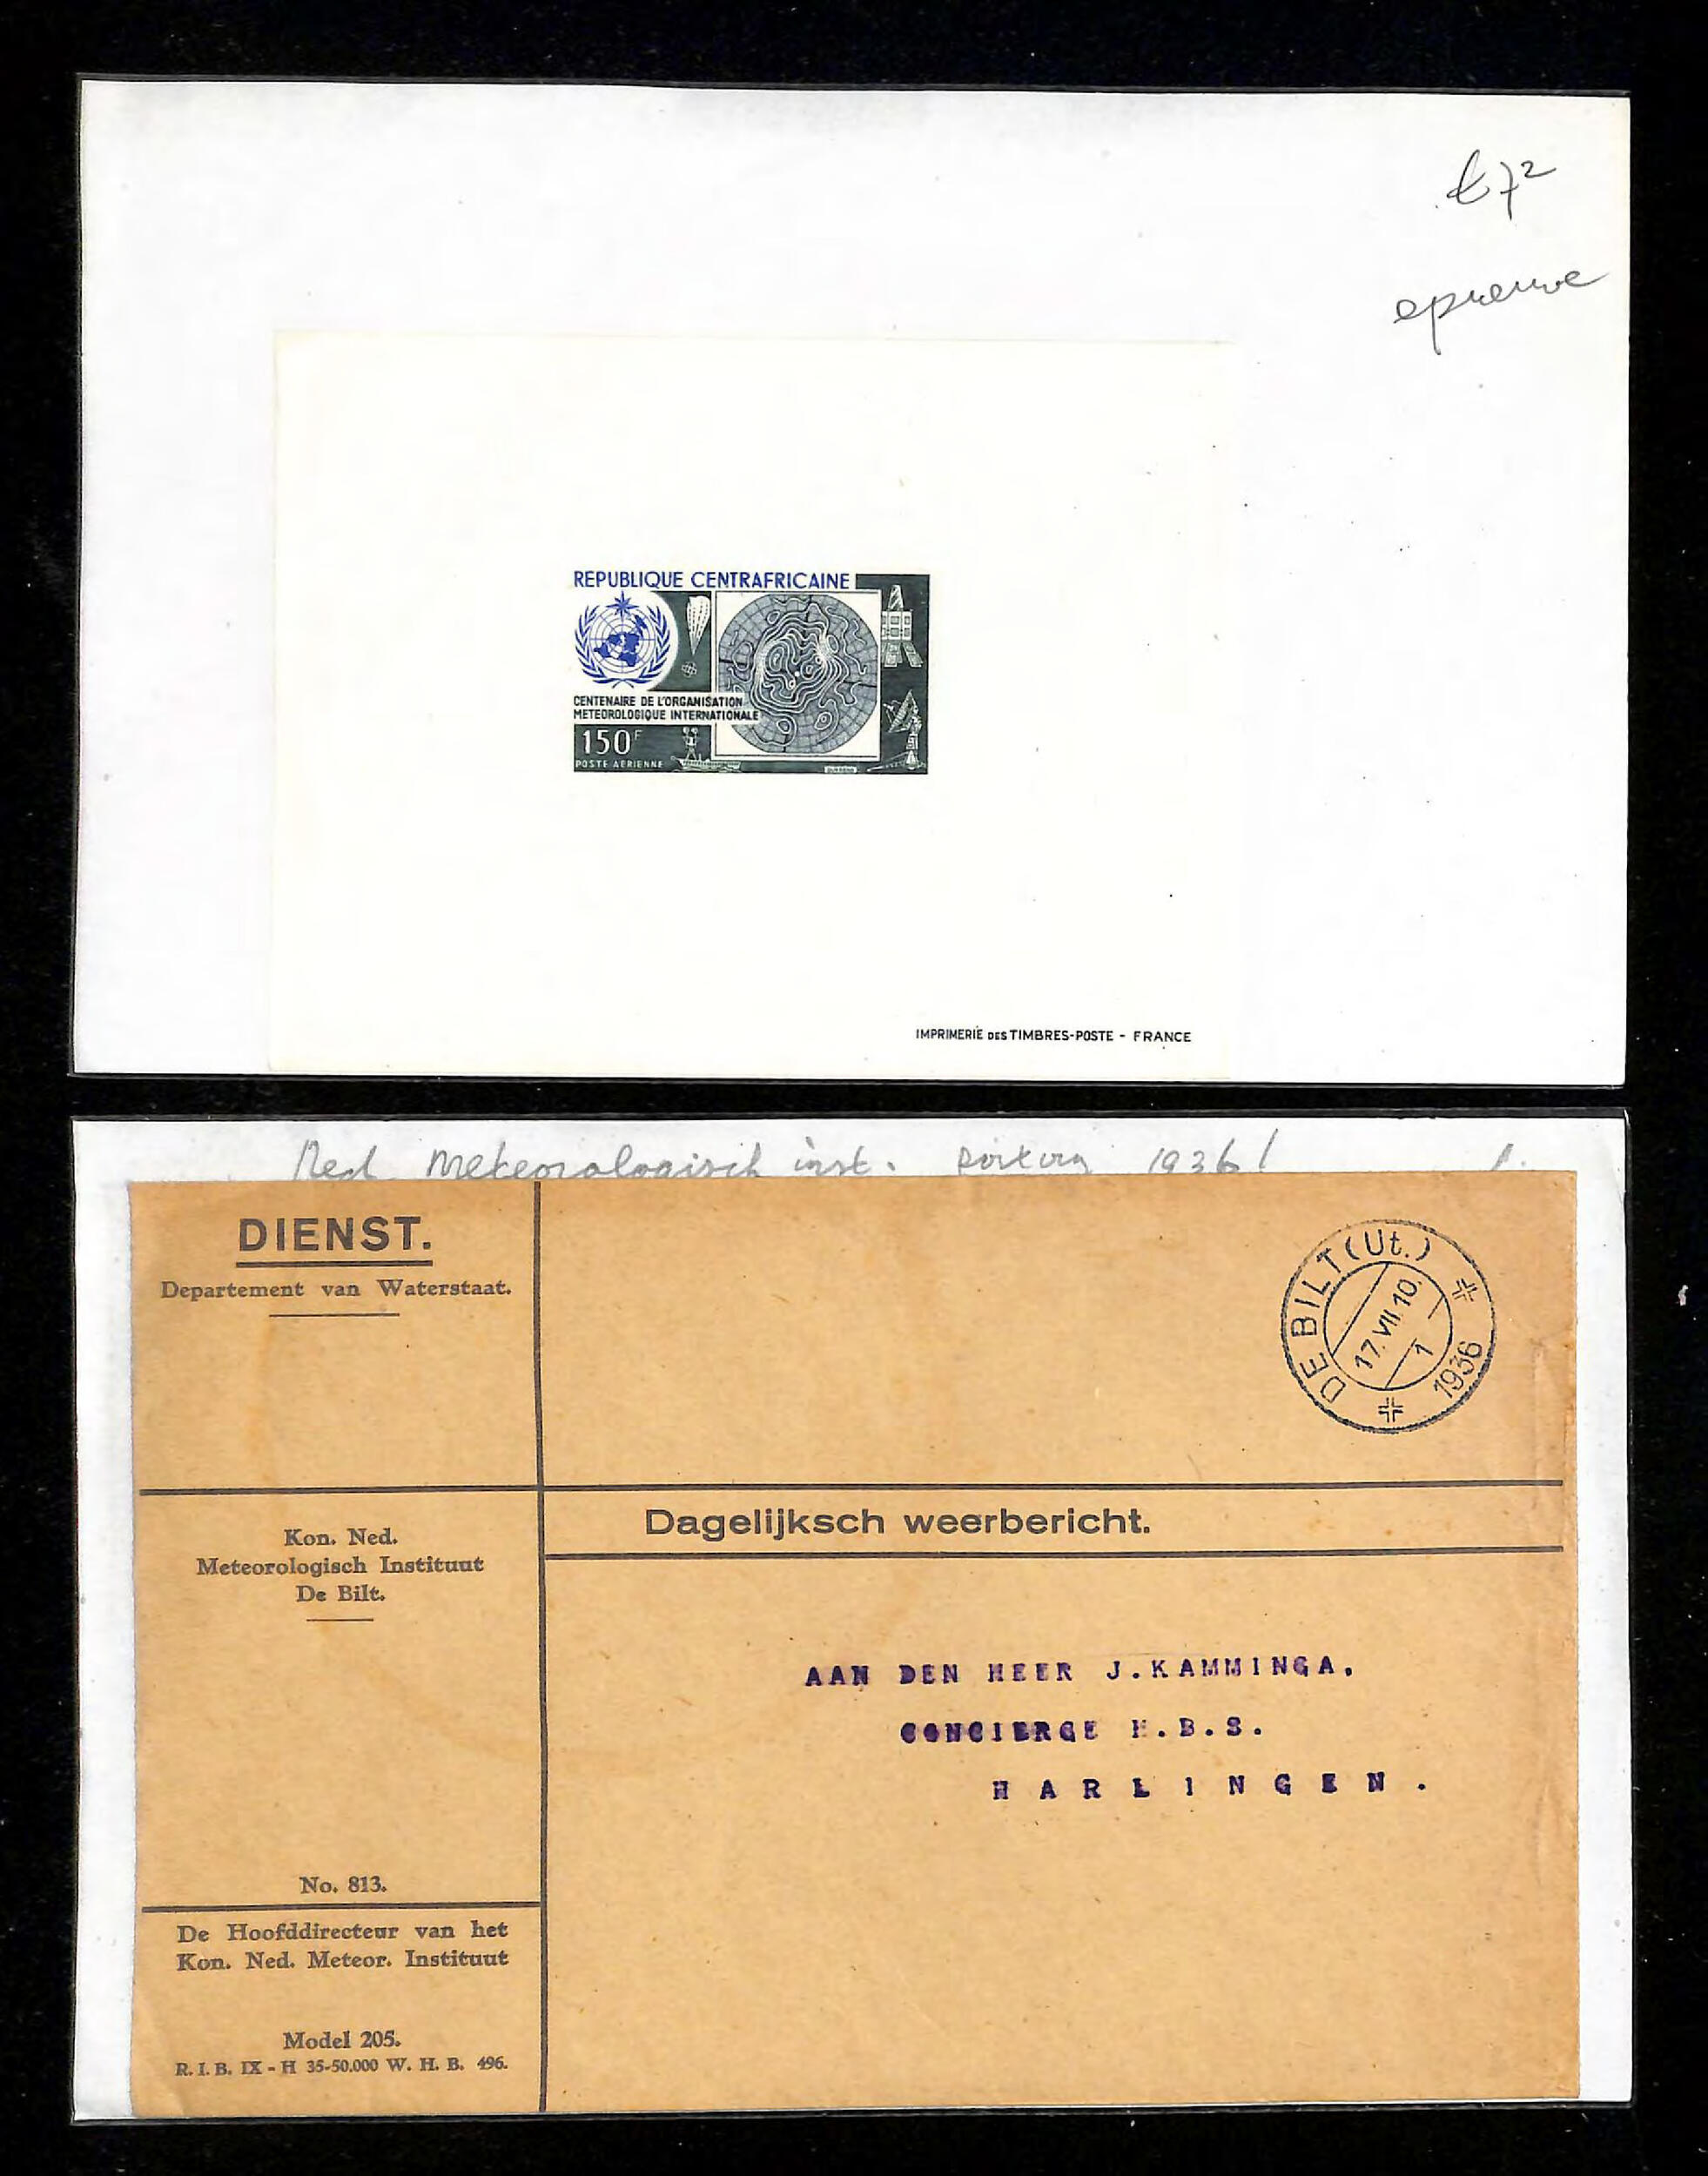 €7²
epreuve
REPUBLIQUE CENTRAFRICAINE
CENTENAIRE DE L'ORGANISATION
METEOROLOGIQUE INTERNATIONALE
150F
POSTE AERIENNE
IMPRIMERIE DES TIMBRES-POSTE - FRANCE
Ned Meteorologisch inst. 1936!
DIENST.
Departement van Waterstaat.
DE BILT (Ut.)
17.VII.10.
1
1936
Dagelijksch weerbericht.
Kon. Ned.
Meteorologisch Instituut
De Bilt.
AAN DEN HEER J.KAMMINGA.
CONCIERGE H.B.S.
HARLINGEN.
No. 813.
De Hoofddirecteur van het
Kon. Ned. Meteor. Instituut
Model 205.
R. I. B. IX - H 35-50.000 W. H. B. 496.